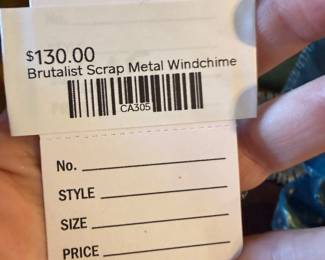 $130.00
Brutalist Scrap Metal Windchime
CA305
No.
STYLE
SIZE
PRICE